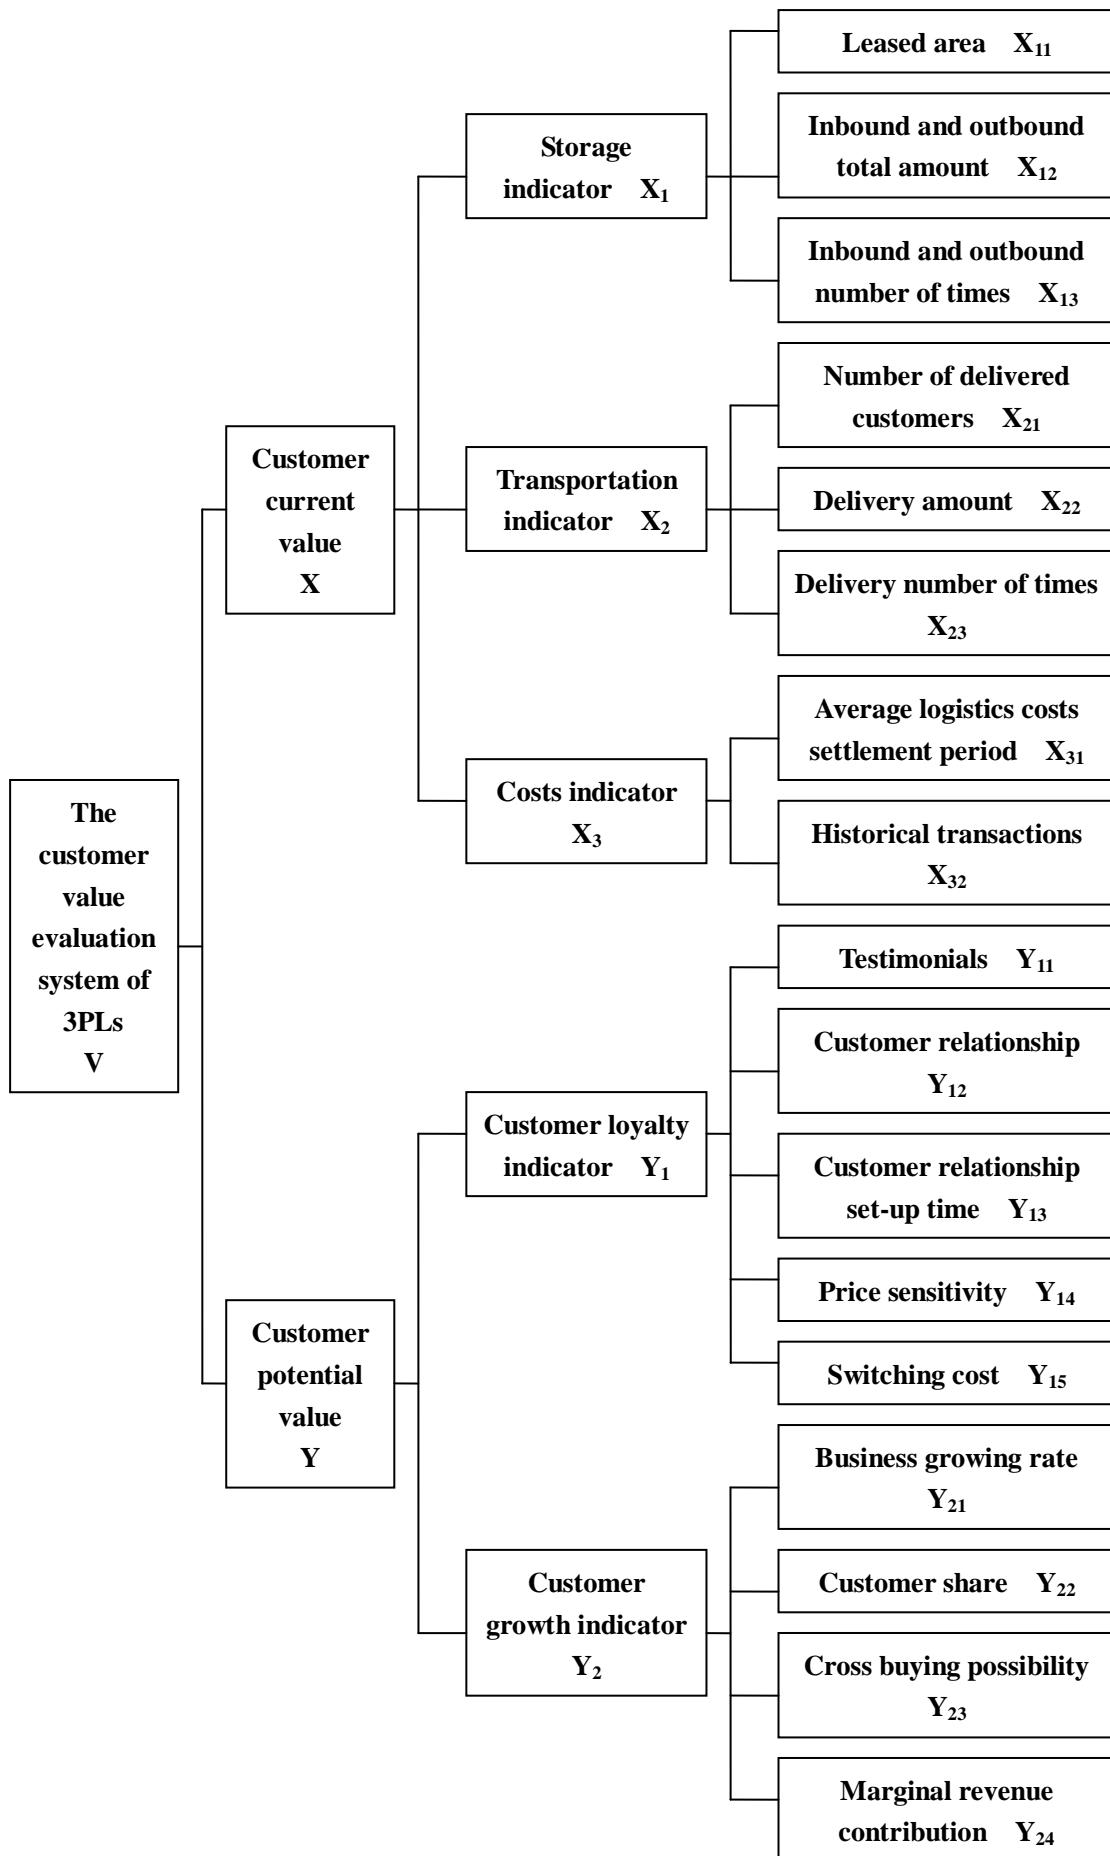 Leased area X11
Inbound and outbound
total amount X12
Storage
indicator X1
Inbound and outbound
number of times X13
Number of delivered
customers X21
Customer
current
value
X
Transportation
indicator X2
Delivery amount X22
Delivery number of times
X23
Average logistics costs
settlement period X31
Costs indicator
X3
Historical transactions
X32
The
customer
value
evaluation
system of
3PLs
V
Testimonials Y11
Customer relationship
Y12
Customer loyalty
indicator Y1
Customer relationship
set-up time Y13
Price sensitivity Y14
Switching cost Y15
Customer
potential
value
Y
Business growing rate
Y21
Customer
growth indicator
Y2
Customer share Y22
Cross buying possibility
Y23
Marginal revenue
contribution Y24